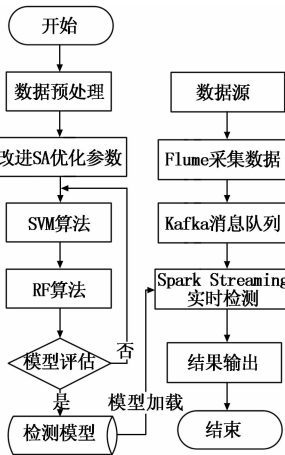 开始
数据预处理
改进SA优化参数
SVM算法
RF算法
模型评估
否
是
检测模型
模型加载
数据源
Flume采集数据
Kafka消息队列
Spark Streaming
实时检测
结果输出
结束